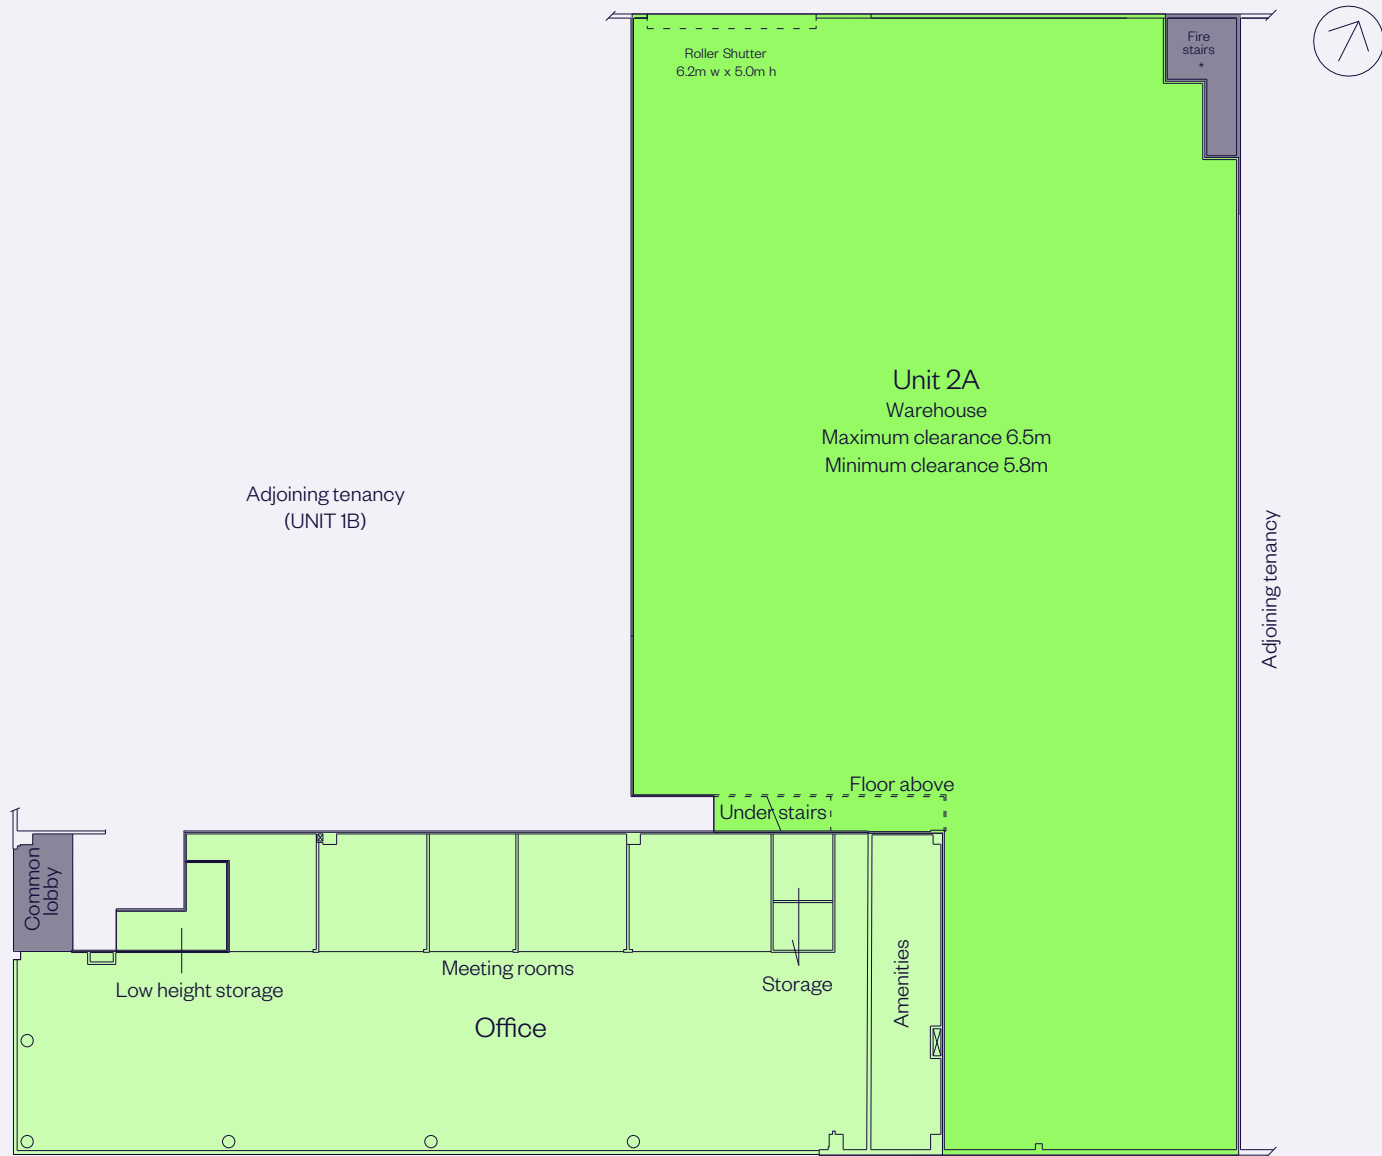 Roller Shutter
6.2m w x 5.0m h
Fire
stairs
*
Unit 2A
Warehouse
Maximum clearance 6.5m
Minimum clearance 5.8m
Adjoining tenancy
(UNIT 1B)
Adjoining tenancy
Floor above
Under stairs
Common
lobby
Meeting rooms
Low height storage
Storage
Amenities
Office